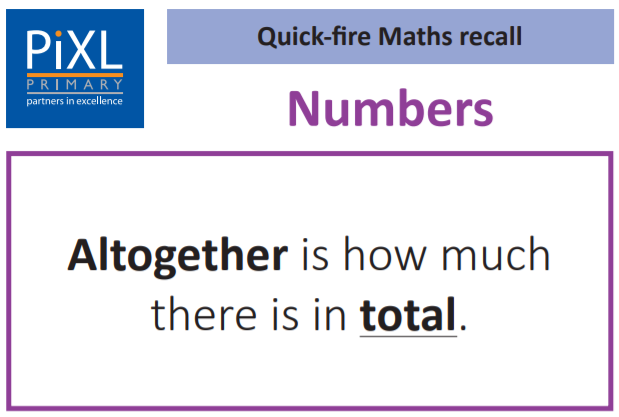 PiXL
PRIMARY
partners in excellence
Quick-fire Maths recall
Numbers
Altogether is how much
there is in total.